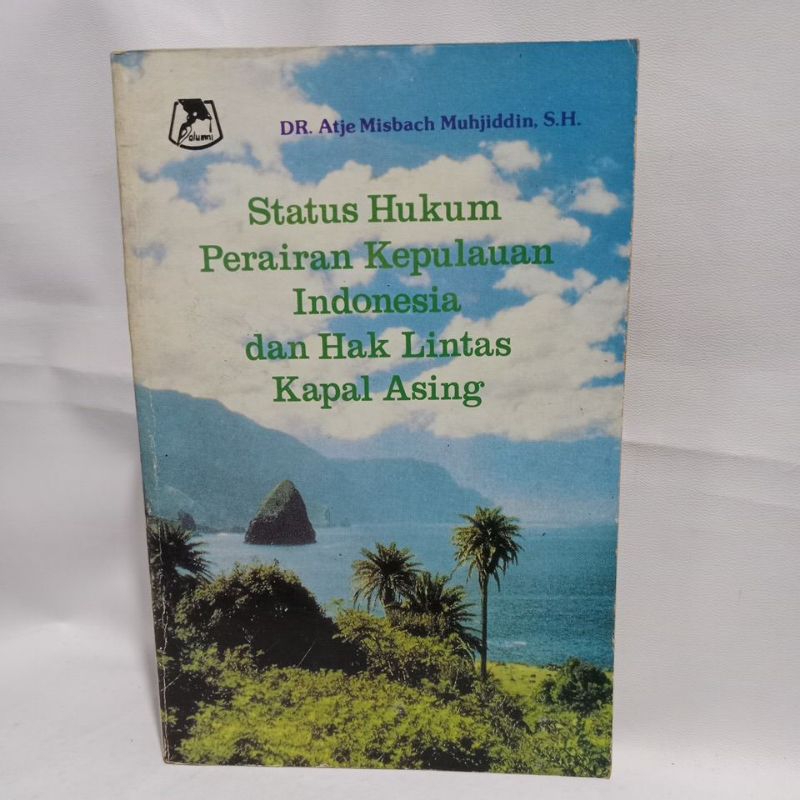 alumni
DR. Atje Misbach Muhjiddin, S.H.
Status Hukum
Perairan Kepulauan
Indonesia
dan Hak Lintas
Kapal Asing